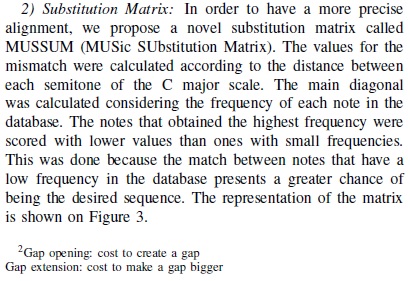 2) Substitution Matrix: In order to have a more precise
alignment, we propose a novel substitution matrix called
MUSSUM (MUSic SUbstitution Matrix). The values for the
mismatch were calculated according to the distance between
each semitone of the C major scale. The main diagonal
was calculated considering the frequency of each note in the
database. The notes that obtained the highest frequency were
scored with lower values than ones with small frequencies.
This was done because the match between notes that have a
low frequency in the database presents a greater chance of
being the desired sequence. The representation of the matrix
is shown on Figure 3.
2Gap opening: cost to create a gap
Gap extension: cost to make a gap bigger